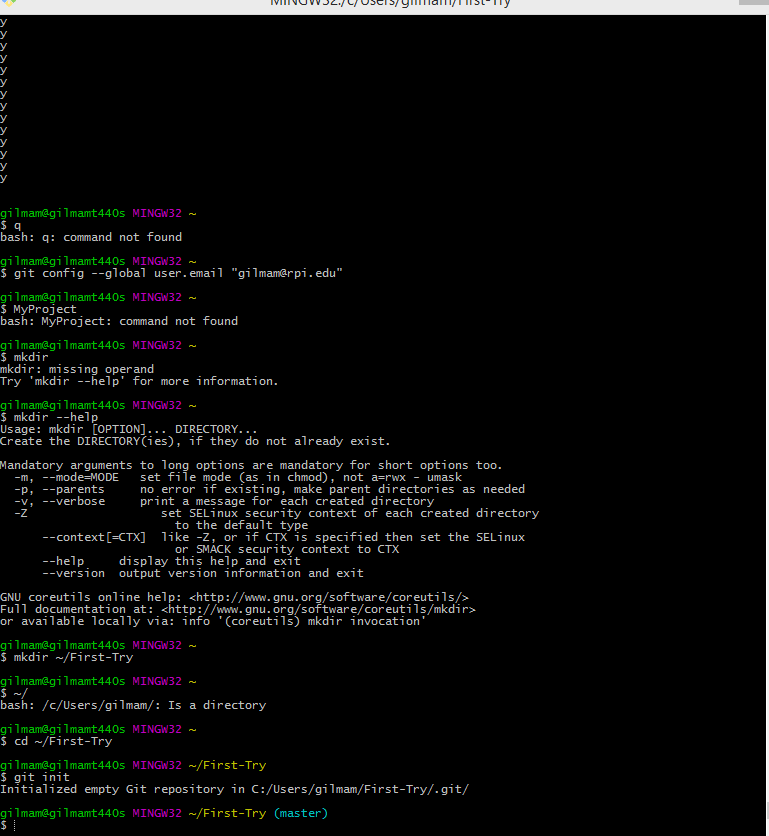 MINGW32:/c/Users/gilmam/First-Try
y
y
y
y
y
y
y
y
y
y
y
y
y
y
gilmam@gilmamt440s MINGW32 ~
$ q
bash: q: command not found
gilmam@gilmamt440s MINGW32 ~
$ git config --global user.email "gilmam@rpi.edu"
gilmam@gilmamt440s MINGW32 ~
$ MyProject
bash: MyProject: command not found
gilmam@gilmamt440s MINGW32 ~
$ mkdir
mkdir: missing operand
Try 'mkdir --help' for more information.
gilmam@gilmamt440s MINGW32 ~
$ mkdir --help
Usage: mkdir [OPTION]... DIRECTORY...
Create the DIRECTORY(ies), if they do not already exist.
Mandatory arguments to long options are mandatory for short options too.
-m, --mode=MODE set file mode (as in chmod), not a=rwx - umask
-p, --parents no error if existing, make parent directories as needed
-v, --verbose print a message for each created directory
-Z set SELinux security context of each created directory
to the default type
--context[=CTX] like -Z, or if CTX is specified then set the SELinux
or SMACK security context to CTX
--help display this help and exit
--version output version information and exit
GNU coreutils online help: <http://www.gnu.org/software/coreutils/>
Full documentation at: <http://www.gnu.org/software/coreutils/mkdir>
or available locally via: info '(coreutils) mkdir invocation'
gilmam@gilmamt440s MINGW32 ~
$ mkdir ~/First-Try
gilmam@gilmamt440s MINGW32 ~
$ ~/
bash: /c/Users/gilmam/: Is a directory
gilmam@gilmamt440s MINGW32 ~
$ cd ~/First-Try
gilmam@gilmamt440s MINGW32 ~/First-Try
$ git init
Initialized empty Git repository in C:/Users/gilmam/First-Try/.git/
gilmam@gilmamt440s MINGW32 ~/First-Try (master)
$